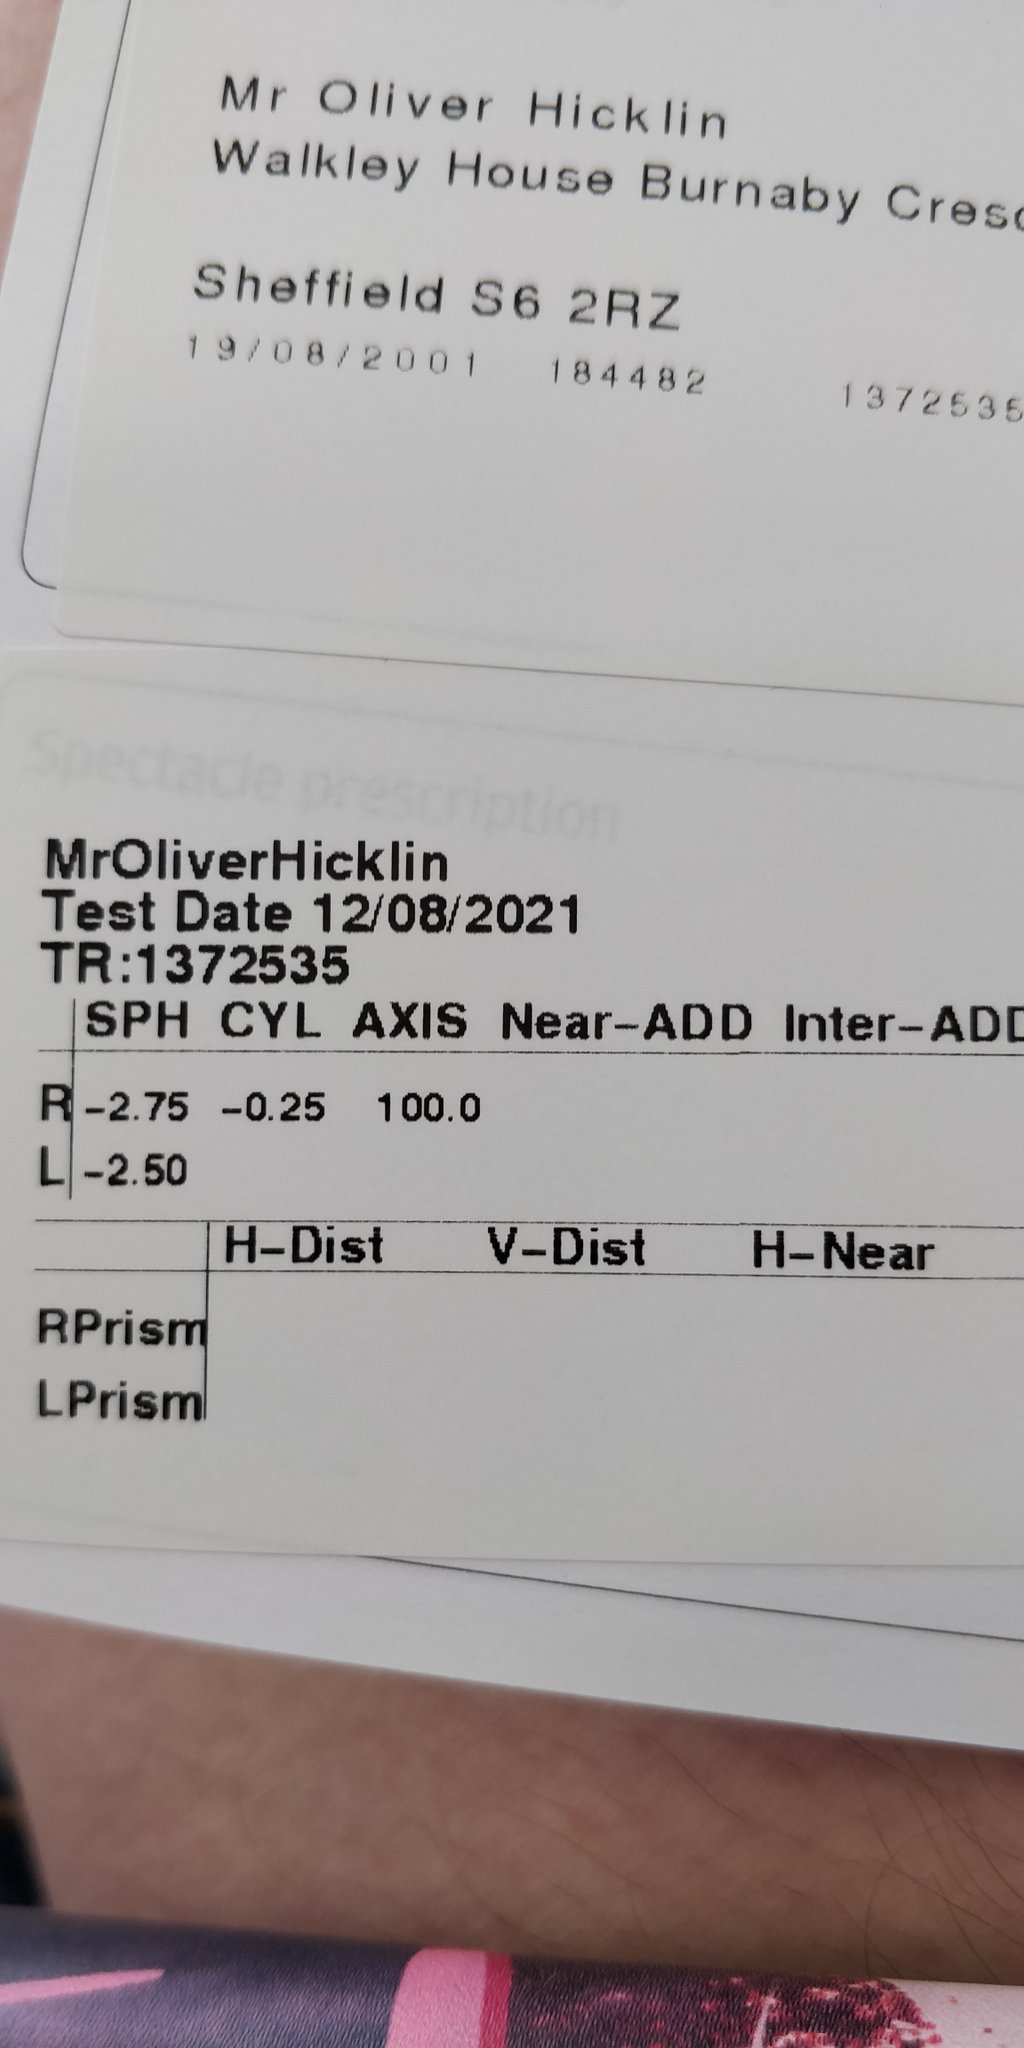 Mr Oliver Hicklin
Walkley House Burnaby
Sheffield S6 2RZ
19/08/2001 184482 1372535
Spectacle prescription
MrOliverHicklin
Test Date 12/08/2021
TR:1372535
SPH CYL AXIS Near-ADD Inter-ADD
R -2.75 -0.25 100.0
L -2.50
H-Dist V-Dist H-Near
RPrism
LPrism